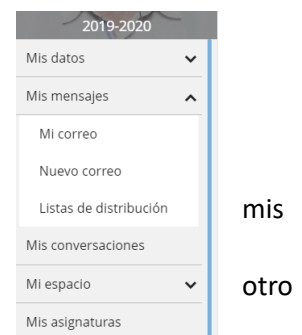 2019-2020
Mis datos
Mis mensajes
Mi correo
Nuevo correo
Listas de distribución
mis
Mis conversaciones
Mi espacio
otro
Mis asignaturas